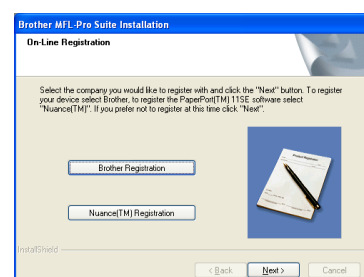 Brother MFL-Pro Suite Installation
On-Line Registration
Select the company you would like to register with and click the "Next" button. To register
your device select Brother, to register the PaperPort(TM) 11SE software select
"Nuance(TM)". If you prefer not to register at this time click "Next".
Brother Registration
Nuance(TM) Registration
InstallShield
< Back
Next >
Cancel